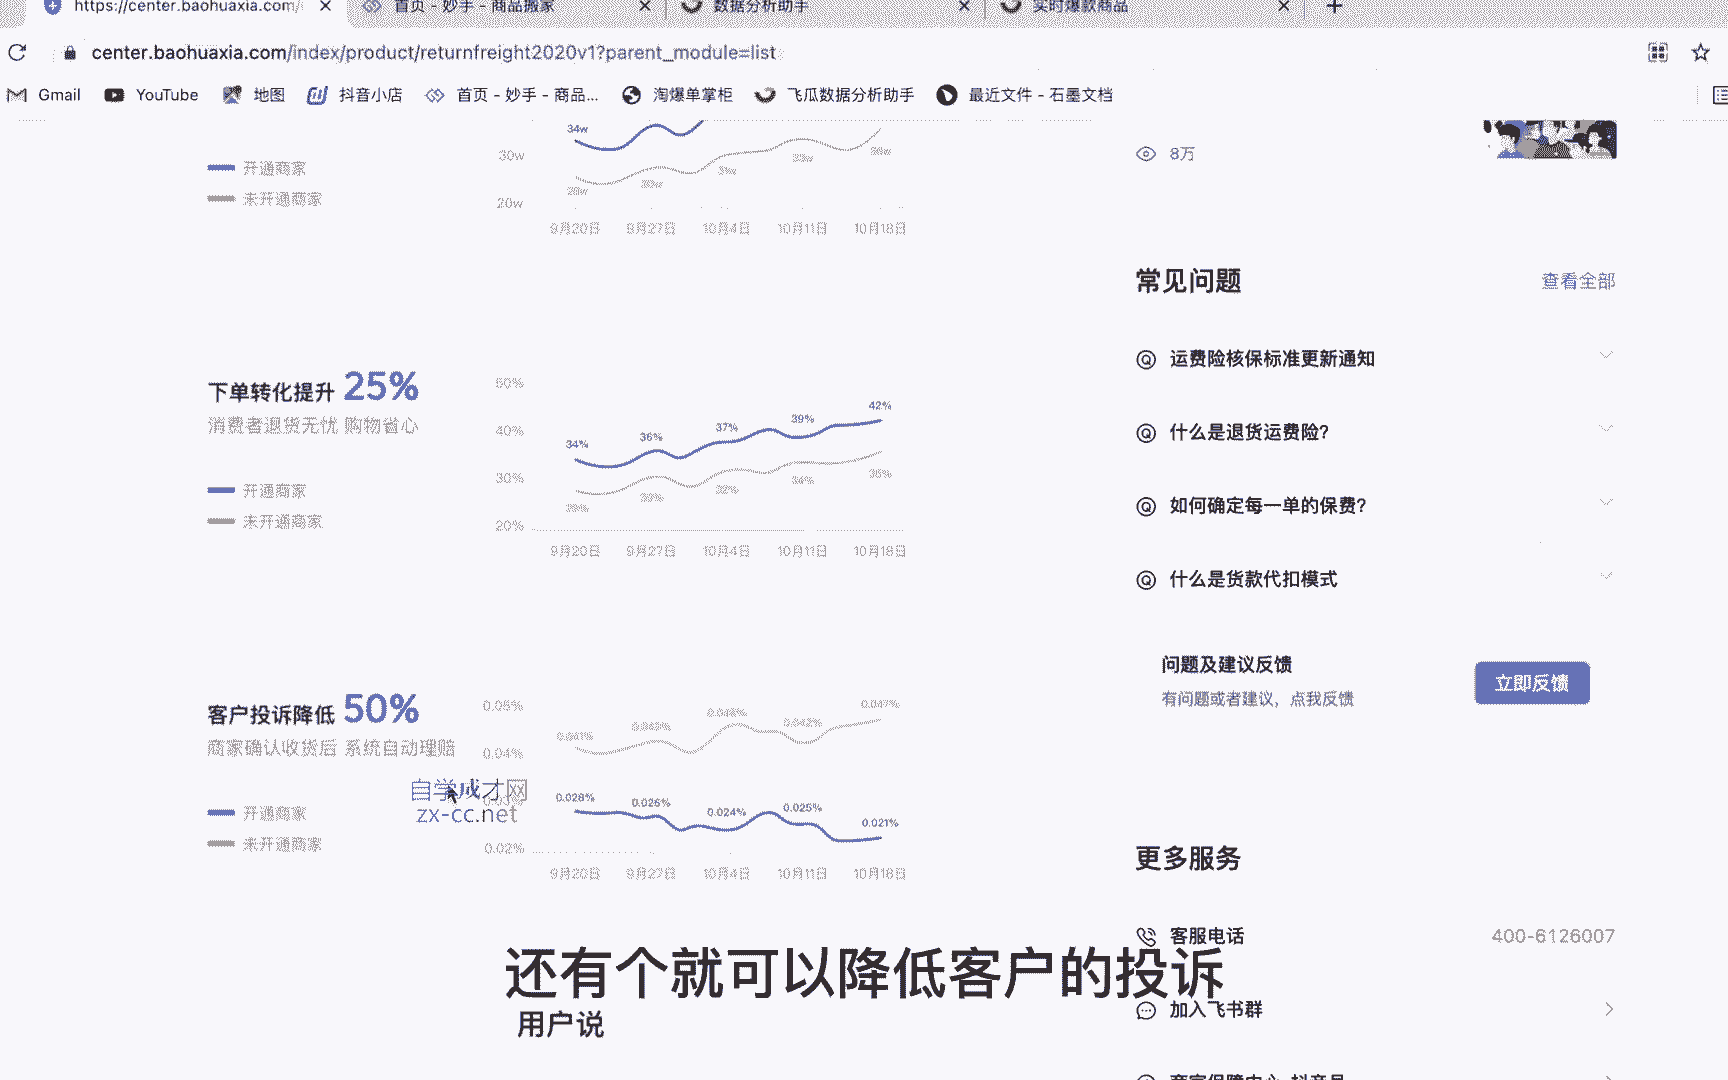 https://center.baohuaxia.com/
首页 - 妙手 - 商品搬家
数据分析助手
实时爆款商品
center.baohuaxia.com/index/product/returnfreight2020v1?parent_module=list
Gmail
YouTube
地图
抖音小店
首页 - 妙手 - 商品...
淘爆单掌柜
飞瓜数据分析助手
最近文件 - 石墨文档
34w
30w
20w
开通商家
未开通商家
9月20日 9月27日 10月4日 10月11日 10月18日
8万
常见问题
查看全部
运费险核保标准更新通知
什么是退货运费险?
如何确定每一单的保费?
什么是货款代扣模式
问题及建议反馈
有问题或者建议，点我反馈
立即反馈
下单转化提升 25%
消费者退货无忧 购物省心
开通商家
未开通商家
50%
40%
30%
20%
34% 36% 37% 39% 42%
9月20日 9月27日 10月4日 10月11日 10月18日
客户投诉降低 50%
商家确认收货后 系统自动理赔
开通商家
未开通商家
0.05%
0.04%
0.02%
0.041% 0.042% 0.047%
0.028% 0.026% 0.024% 0.025% 0.021%
9月20日 9月27日 10月4日 10月11日 10月18日
自学成才网
zx-cc.net
更多服务
客服电话
400-6126007
加入飞书群
还有个就可以降低客户的投诉
用户说